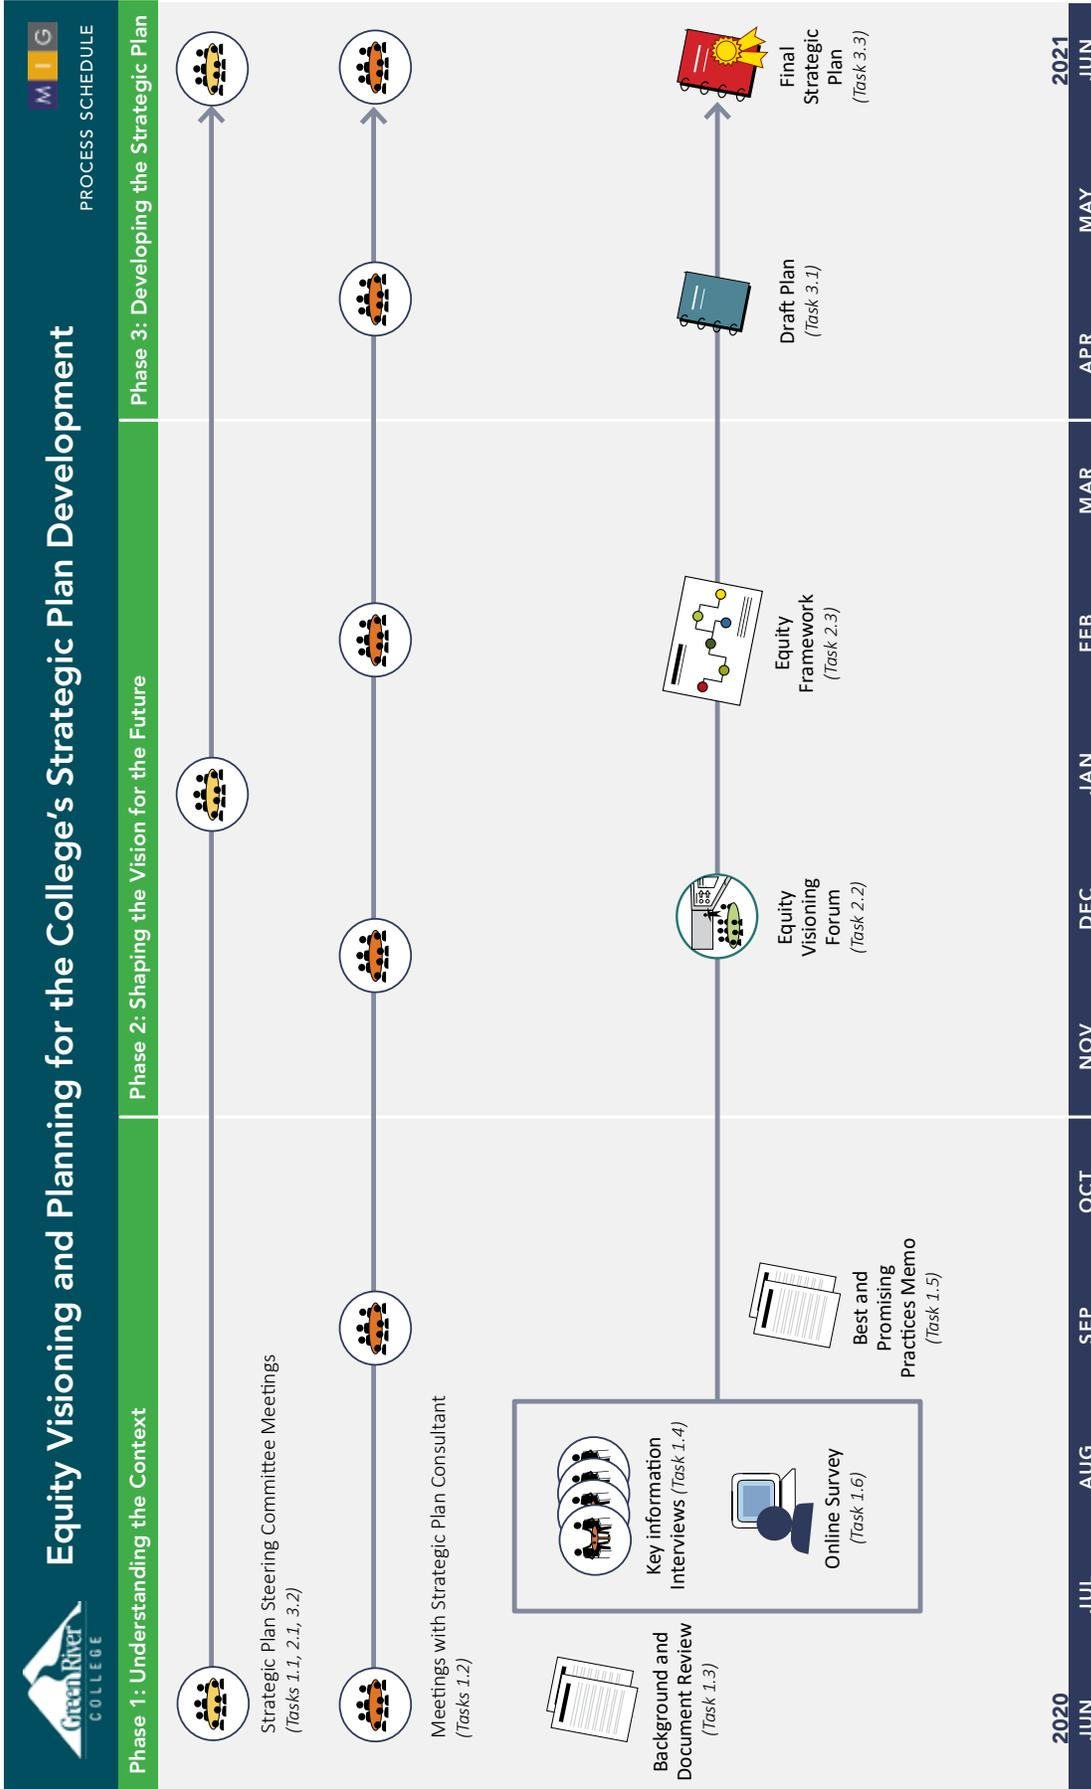 GreenRiver
COLLEGE
Equity Visioning and Planning for the College's Strategic Plan Development
M I G
PROCESS SCHEDULE
Phase 1: Understanding the Context
Phase 2: Shaping the Vision for the Future
Phase 3: Developing the Strategic Plan
Strategic Plan Steering Committee Meetings
(Tasks 1.1, 2.1, 3.2)
Meetings with Strategic Plan Consultant
(Tasks 1.2)
Background and
Document Review
(Task 1.3)
Key information
Interviews (Task 1.4)
Online Survey
(Task 1.6)
Best and
Promising
Practices Memo
(Task 1.5)
Equity
Visioning
Forum
(Task 2.2)
Equity
Framework
(Task 2.3)
Draft Plan
(Task 3.1)
Final
Strategic
Plan
(Task 3.3)
2020
2021
JUN JUL AUG SEP OCT NOV DEC JAN FEB MAR APR MAY JUN